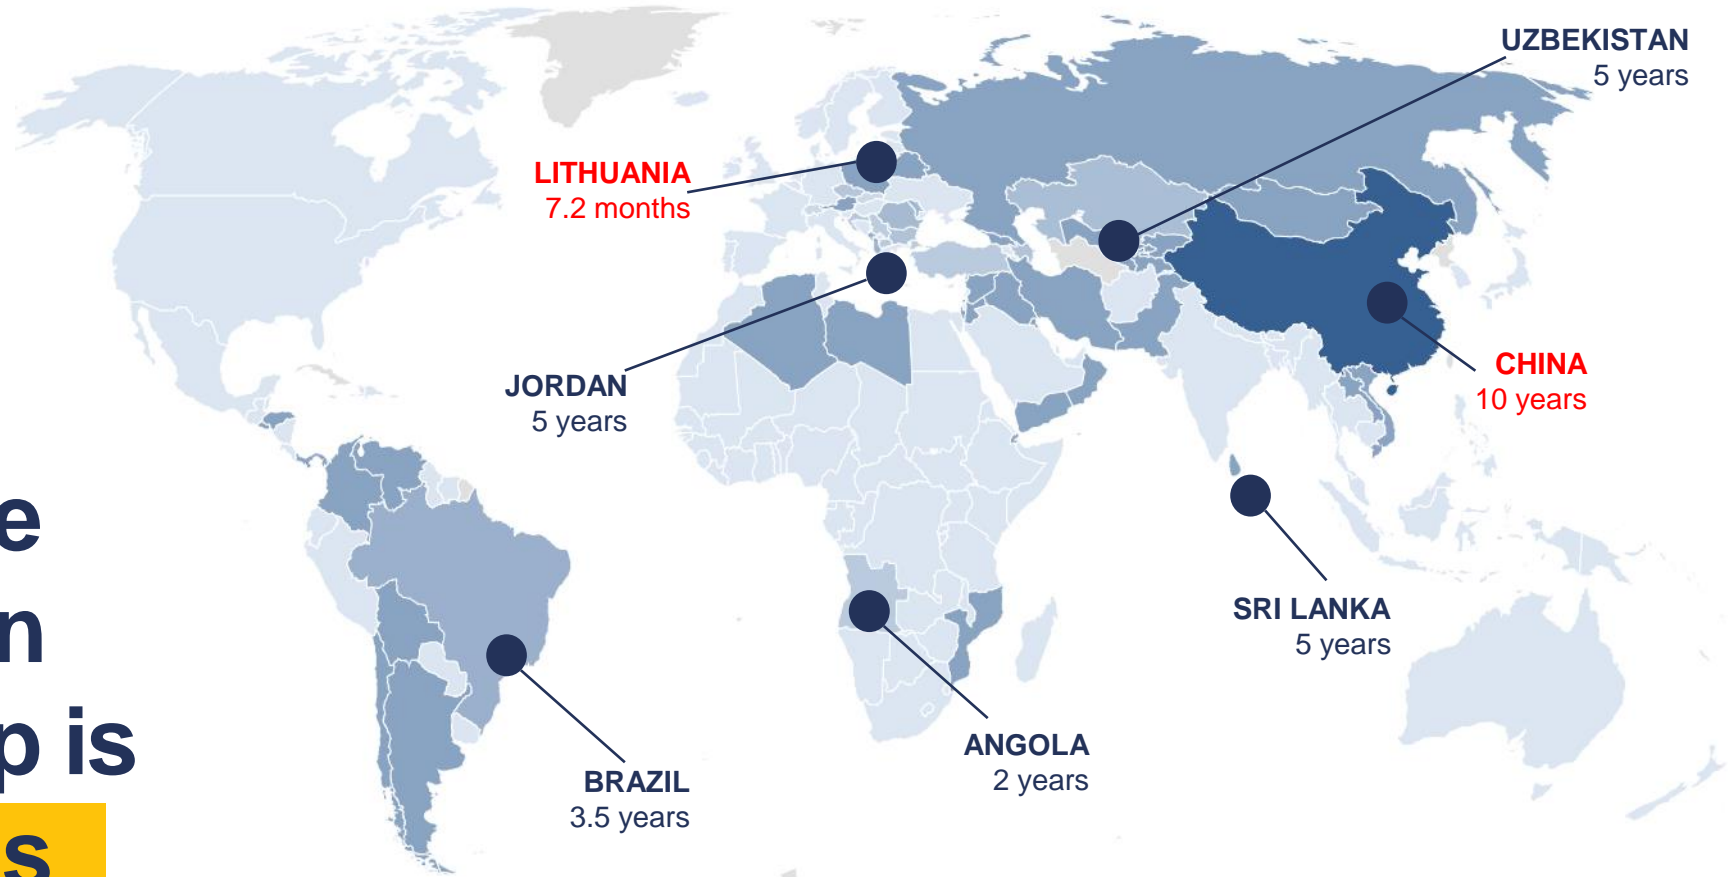 UZBEKISTAN
5 years
LITHUANIA
7.2 months
CHINA
10 years
JORDAN
5 years
SRI LANKA
5 years
ANGOLA
2 years
BRAZIL
3.5 years
is